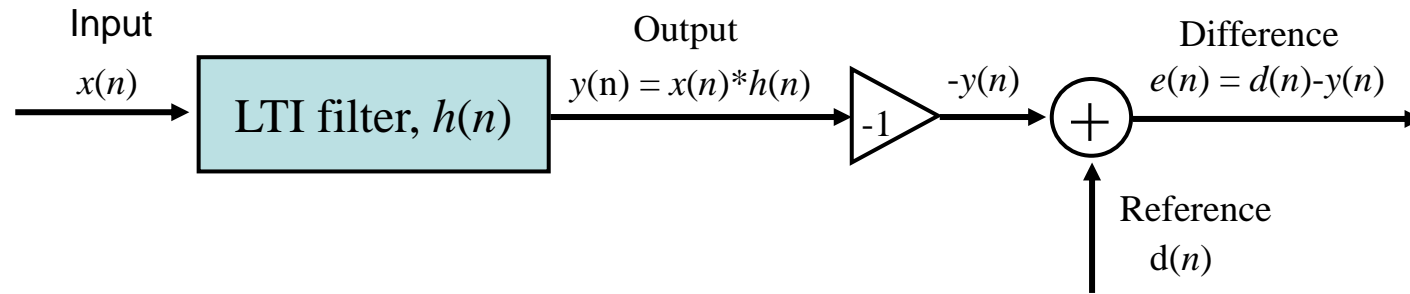 Input
x(n)
LTI filter, h(n)
Output
y(n) = x(n)*h(n)
-1
-y(n)
+
Difference
e(n) = d(n)-y(n)
Reference
d(n)